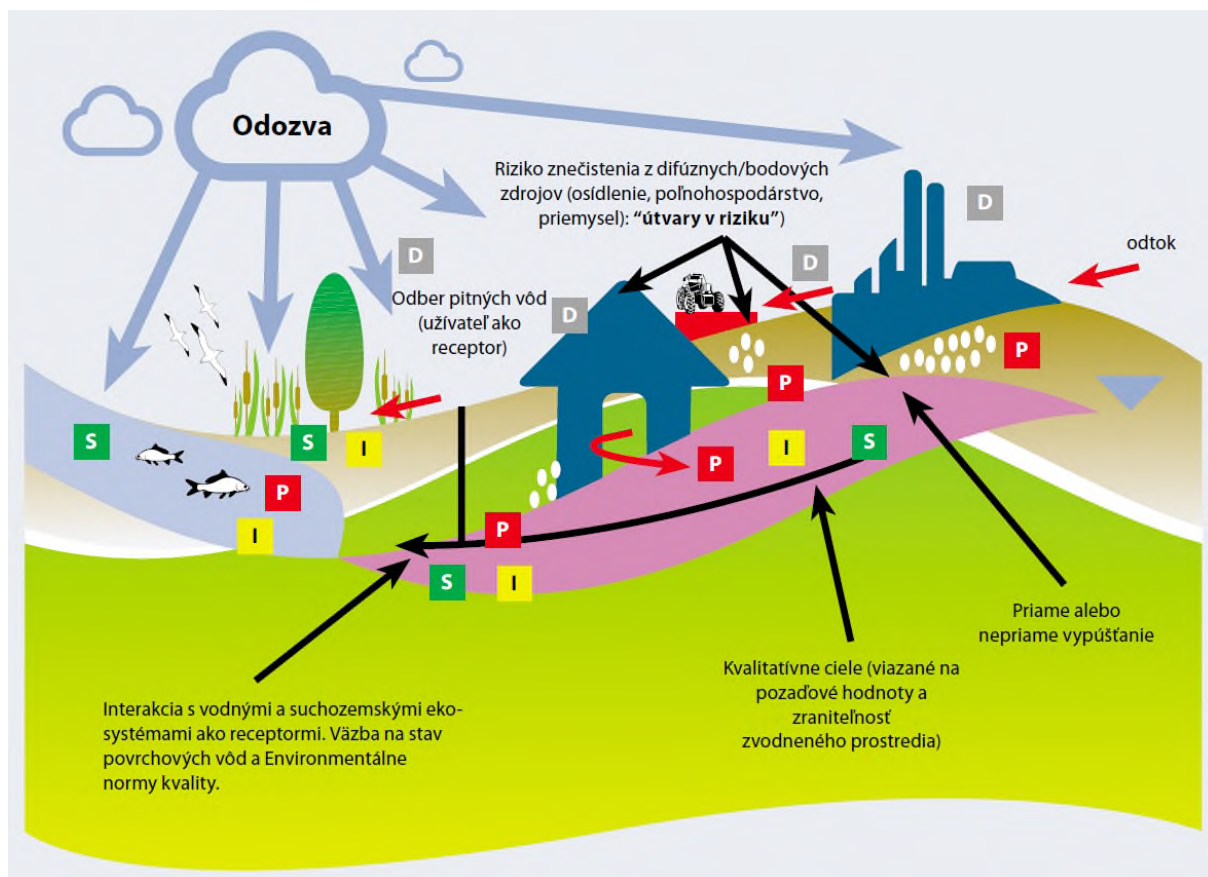 Odozva
Riziko znečistenia z difúznych/bodových
zdrojov (osídlenie, poľnohospodárstvo,
priemysel): “útvary v riziku”)
D
odtok
D
D
Odber pitných vôd
(užívateľ ako
receptor)
D
P
P
S
S
I
I
S
P
P
I
P
S
I
Priame alebo
nepriame vypúšťanie
Kvalitatívne ciele (viazané na
pozaďové hodnoty a
zraniteľnosť
zvodneného prostredia)
Interakcia s vodnými a suchozemskými eko-
systémami ako receptormi. Väzba na stav
povrchových vôd a Environmentálne
normy kvality.